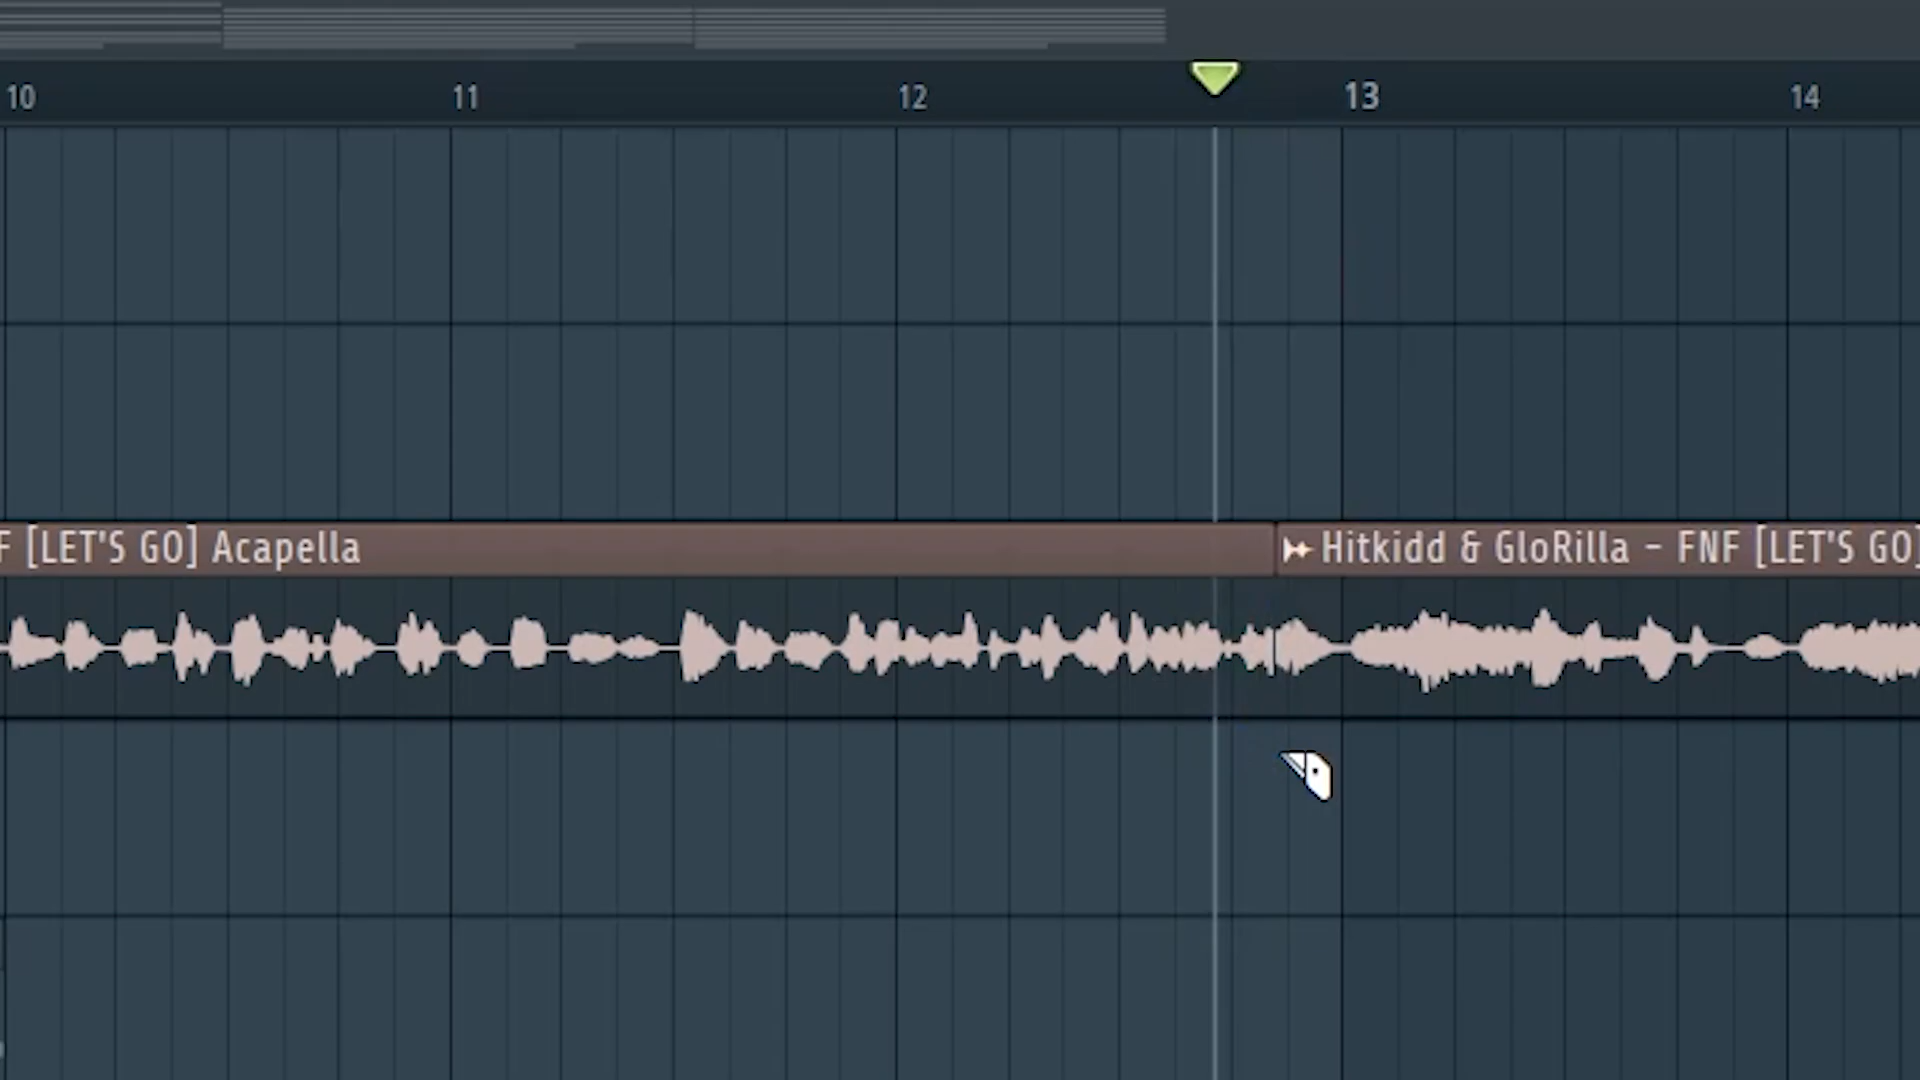 10 11 12 13 14
F [LET'S GO] Acapella
Hitkidd & GloRilla - FNF [LET'S GO]